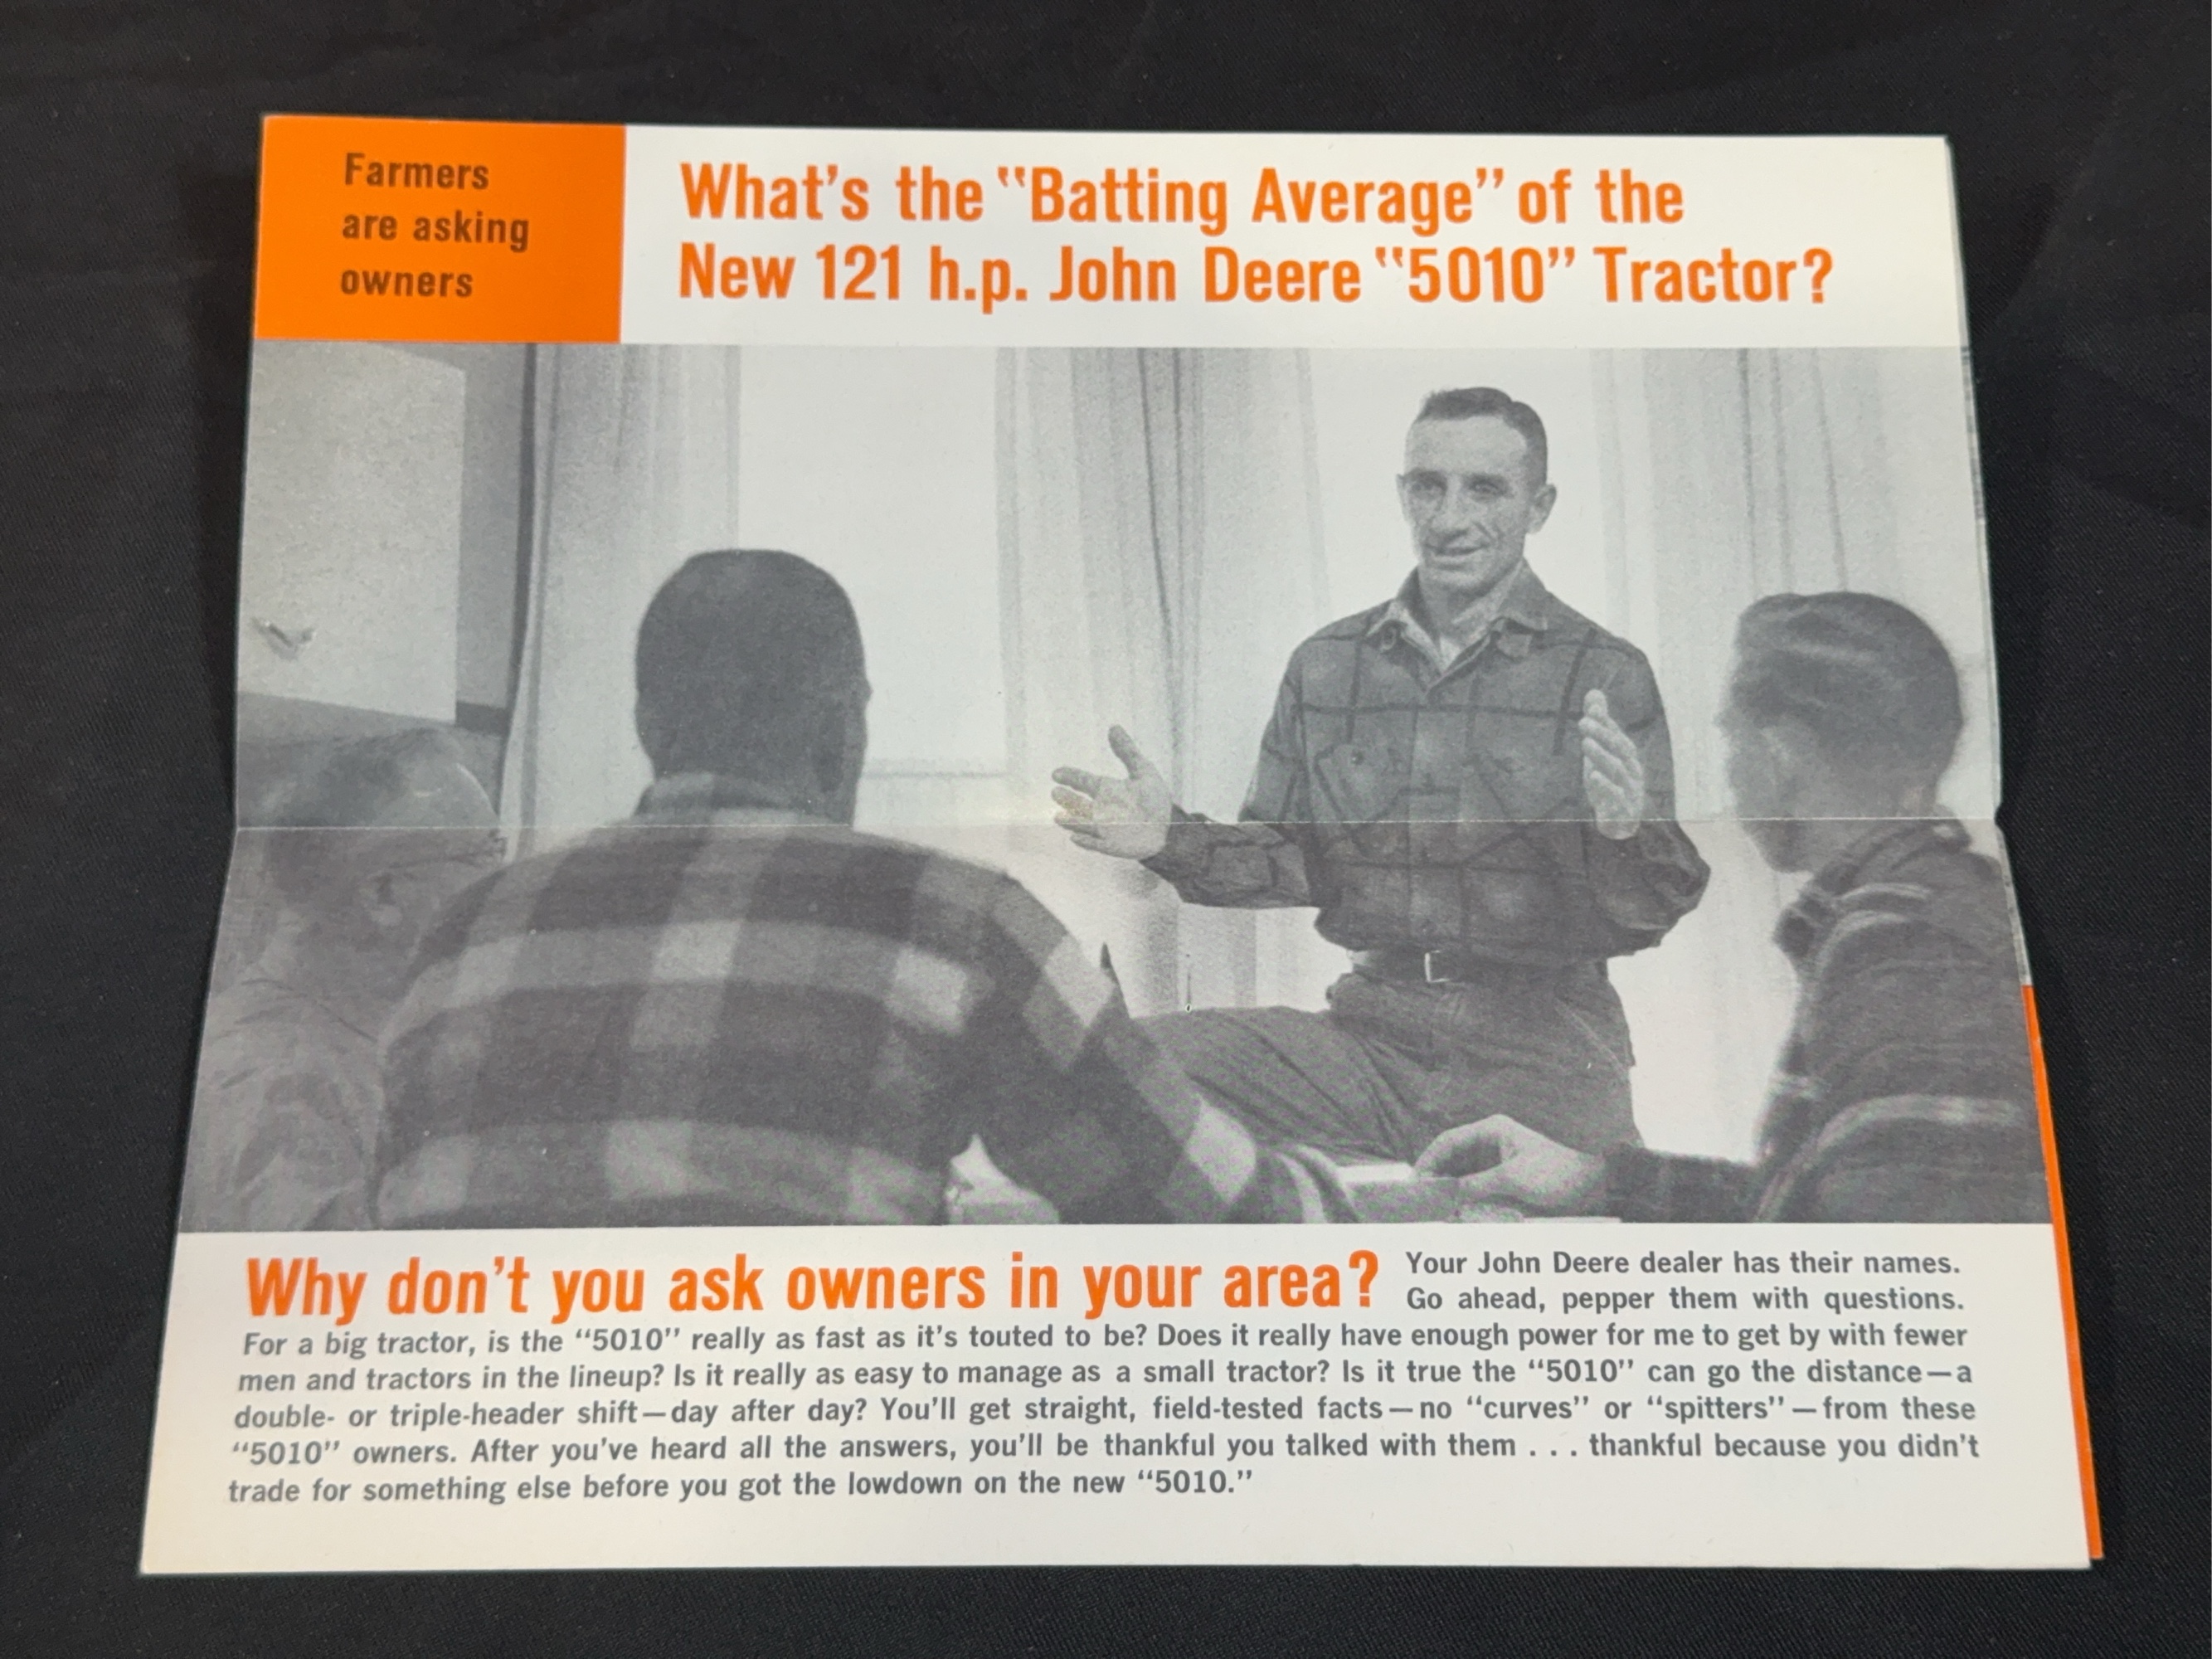 Farmers
are asking
owners
What's the "Batting Average" of the
New 121 h.p. John Deere "5010" Tractor?
Why don't you ask owners in your area?
Your John Deere dealer has their names.
Go ahead, pepper them with questions.
For a big tractor, is the "5010" really as fast as it's touted to be? Does it really have enough power for me to get by with fewer
men and tractors in the lineup? Is it really as easy to manage as a small tractor? Is it true the "5010" can go the distance—a
double- or triple-header shift—day after day? You'll get straight, field-tested facts—no "curves" or "spitters"—from these
"5010" owners. After you've heard all the answers, you'll be thankful you talked with them . . . thankful because you didn't
trade for something else before you got the lowdown on the new "5010."